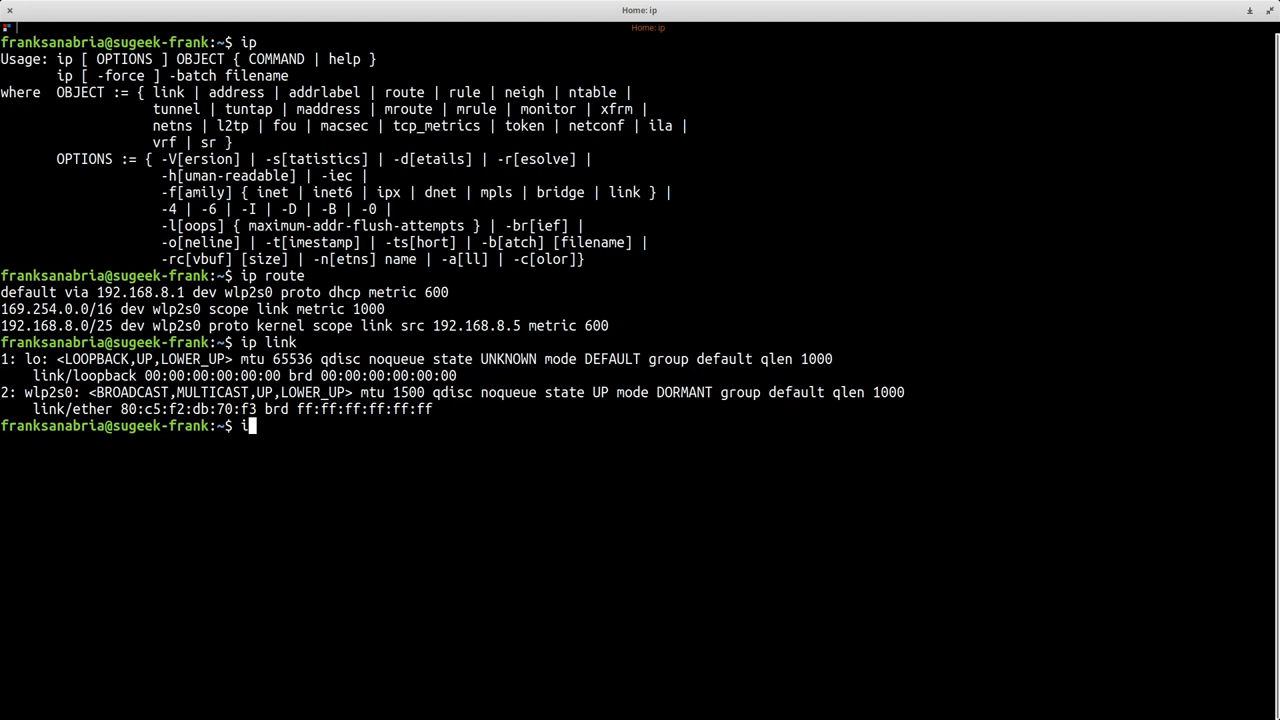 Home: ip
Home: ip
franksanabria@sugeek-frank:~$ ip
Usage: ip [ OPTIONS ] OBJECT { COMMAND | help }
       ip [ -force ] -batch filename
where  OBJECT := { link | address | addrlabel | route | rule | neigh | ntable |
                   tunnel | tuntap | maddress | mroute | mrule | monitor | xfrm |
                   netns | l2tp | fou | macsec | tcp_metrics | token | netconf | ila |
                   vrf | sr }
       OPTIONS := { -V[ersion] | -s[tatistics] | -d[etails] | -r[esolve] |
                    -h[uman-readable] | -iec |
                    -f[amily] { inet | inet6 | ipx | dnet | mpls | bridge | link } |
                    -4 | -6 | -I | -D | -B | -0 |
                    -l[oops] { maximum-addr-flush-attempts } | -br[ief] |
                    -o[neline] | -t[imestamp] | -ts[hort] | -b[atch] [filename] |
                    -rc[vbuf] [size] | -n[etns] name | -a[ll] | -c[olor]}
franksanabria@sugeek-frank:~$ ip route
default via 192.168.8.1 dev wlp2s0 proto dhcp metric 600
169.254.0.0/16 dev wlp2s0 scope link metric 1000
192.168.8.0/25 dev wlp2s0 proto kernel scope link src 192.168.8.5 metric 600
franksanabria@sugeek-frank:~$ ip link
1: lo: <LOOPBACK,UP,LOWER_UP> mtu 65536 qdisc noqueue state UNKNOWN mode DEFAULT group default qlen 1000
    link/loopback 00:00:00:00:00:00 brd 00:00:00:00:00:00
2: wlp2s0: <BROADCAST,MULTICAST,UP,LOWER_UP> mtu 1500 qdisc noqueue state UP mode DORMANT group default qlen 1000
    link/ether 80:c5:f2:db:70:f3 brd ff:ff:ff:ff:ff:ff
franksanabria@sugeek-frank:~$ i